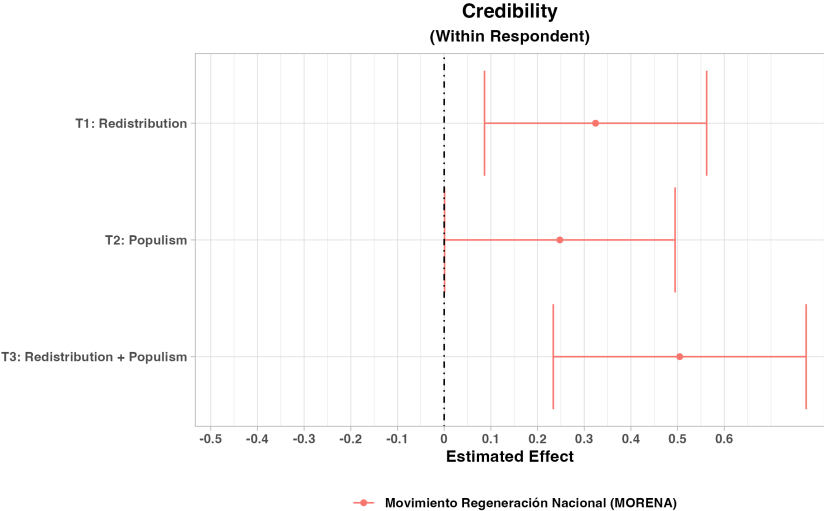 Credibility
(Within Respondent)
T1: Redistribution
T2: Populism
T3: Redistribution + Populism
-0.5 -0.4 -0.3 -0.2 -0.1 0 0.1 0.2 0.3 0.4 0.5 0.6
Estimated Effect
Movimiento Regeneración Nacional (MORENA)